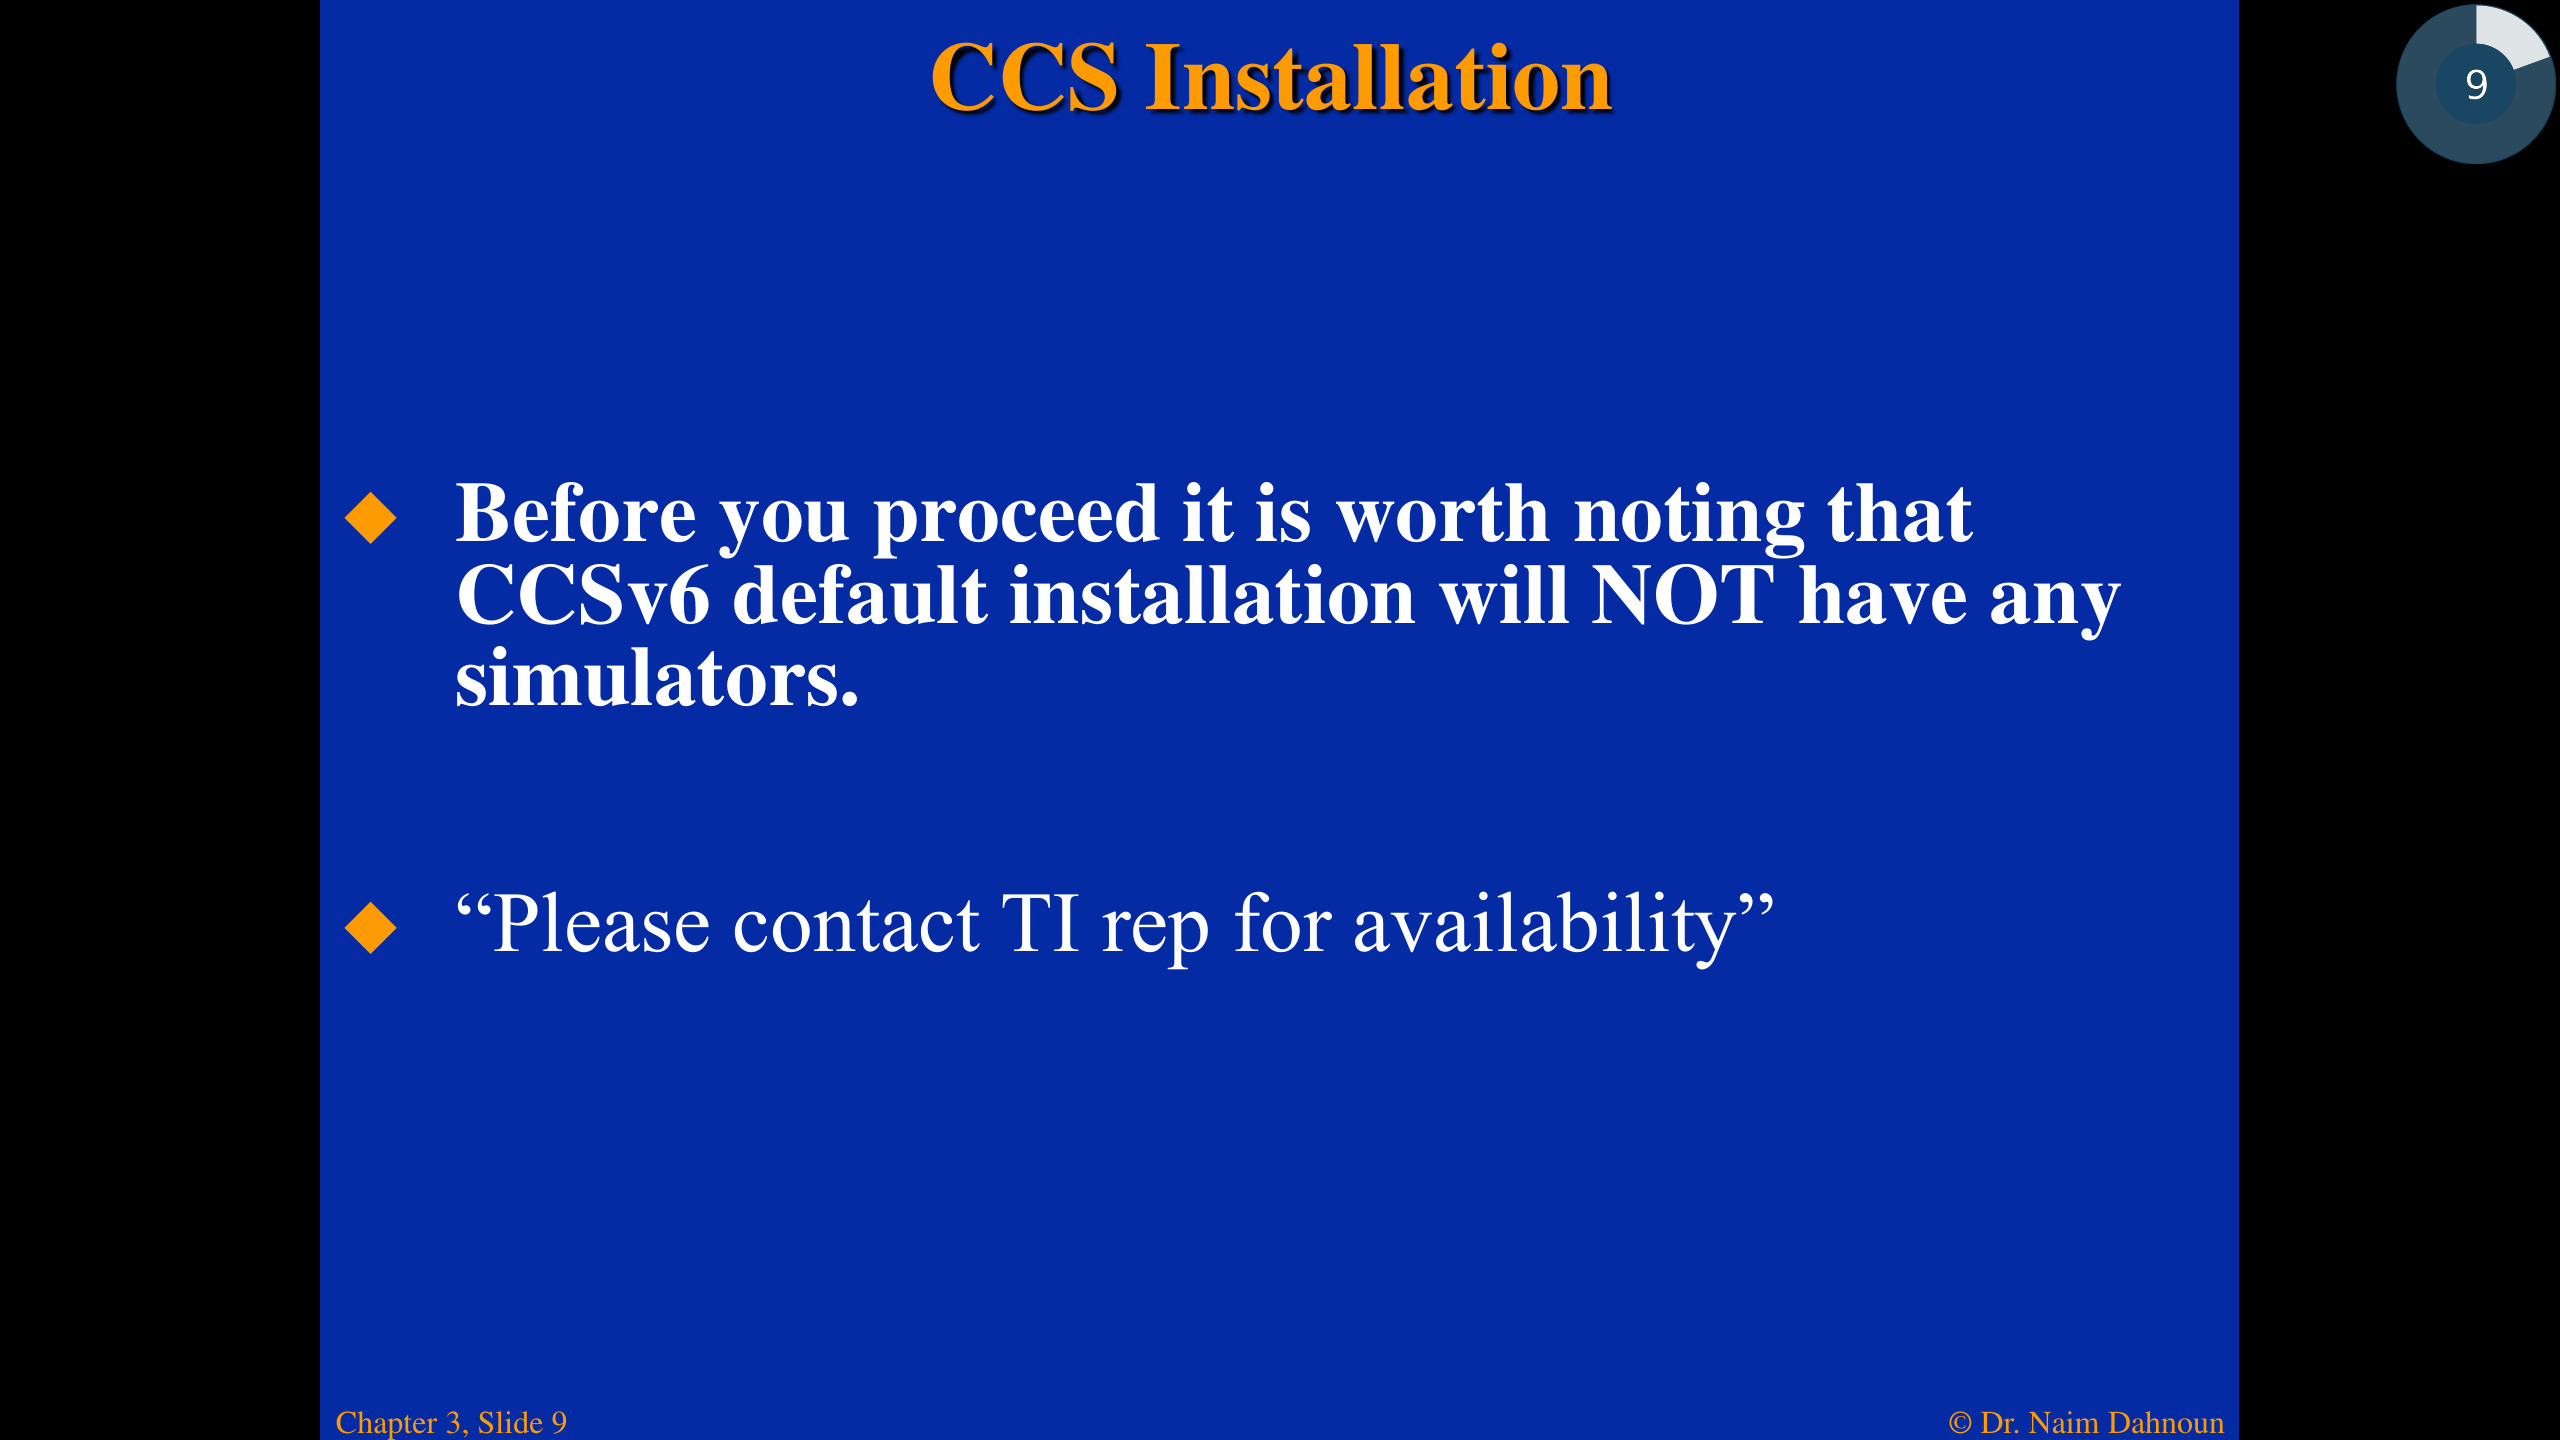 CCS Installation
9
Before you proceed it is worth noting that
CCSv6 default installation will NOT have any
simulators.
“Please contact TI rep for availability”
Chapter 3, Slide 9
© Dr. Naim Dahnoun